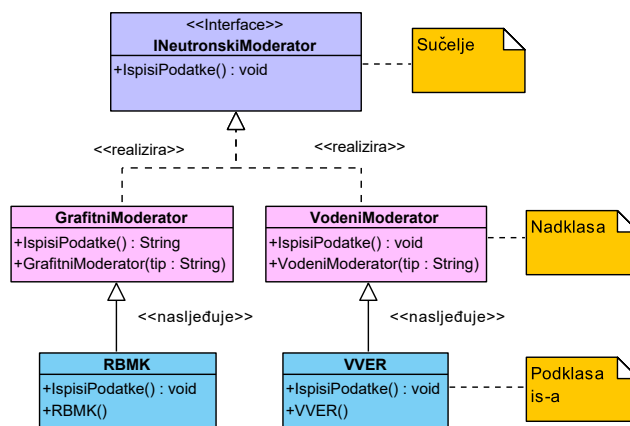 <<Interface>>
INeutronskiModerator
+IspisiPodatke() : void
Sučelje
<<realizira>>
<<realizira>>
GrafitniModerator
+IspisiPodatke() : String
+GrafitniModerator(tip : String)
VodeniModerator
+IspisiPodatke() : void
+VodeniModerator(tip : String)
Nadklasa
<<nasljeđuje>>
<<nasljeđuje>>
RBMK
+IspisiPodatke() : void
+RBMK()
VVER
+IspisiPodatke() : void
+VVER()
Podklasa
is-a